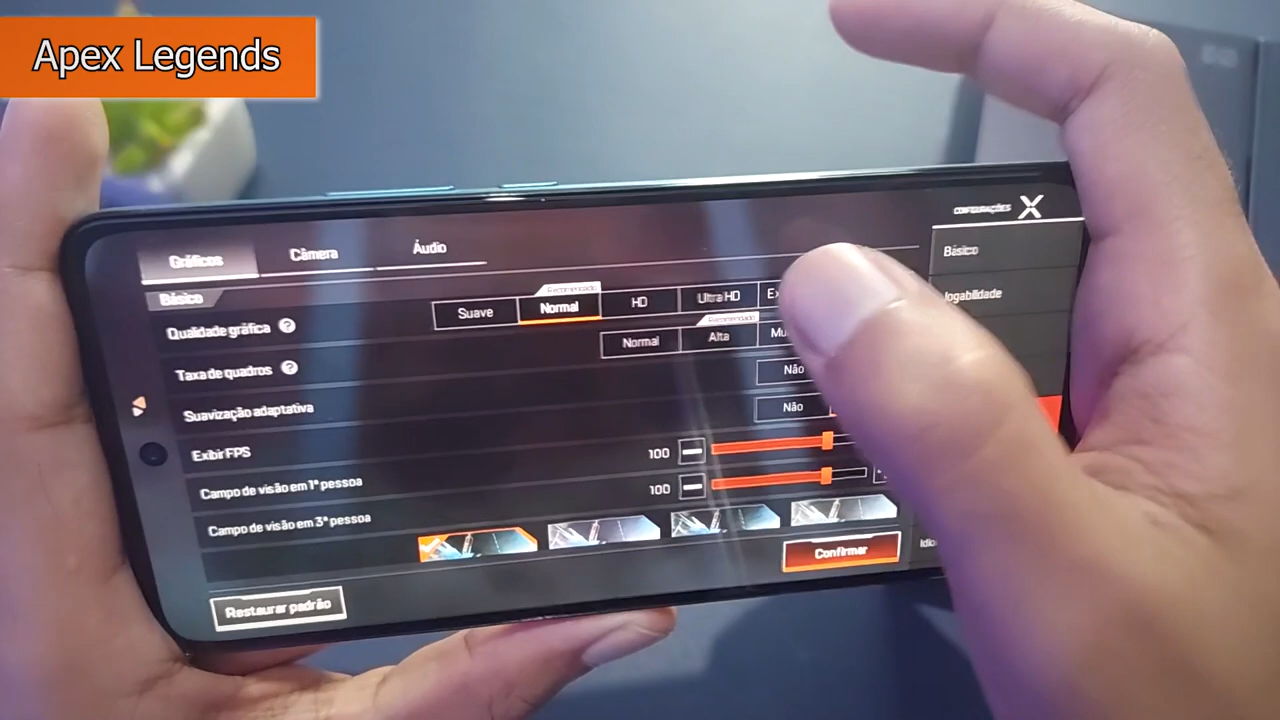 Apex Legends
CONFIGURAÇÕES X
Gráficos Câmera Áudio
Básico
Básico
Recomendado
Qualidade gráfica ? Suave Normal HD Ultra HD
Jogabilidade
Recomendado
Taxa de quadros ? Normal Alta
Suavização adaptativa Não
Exibir FPS Não
Campo de visão em 1ª pessoa 100
Campo de visão em 3ª pessoa 100
Confirmar
Restaurar padrão